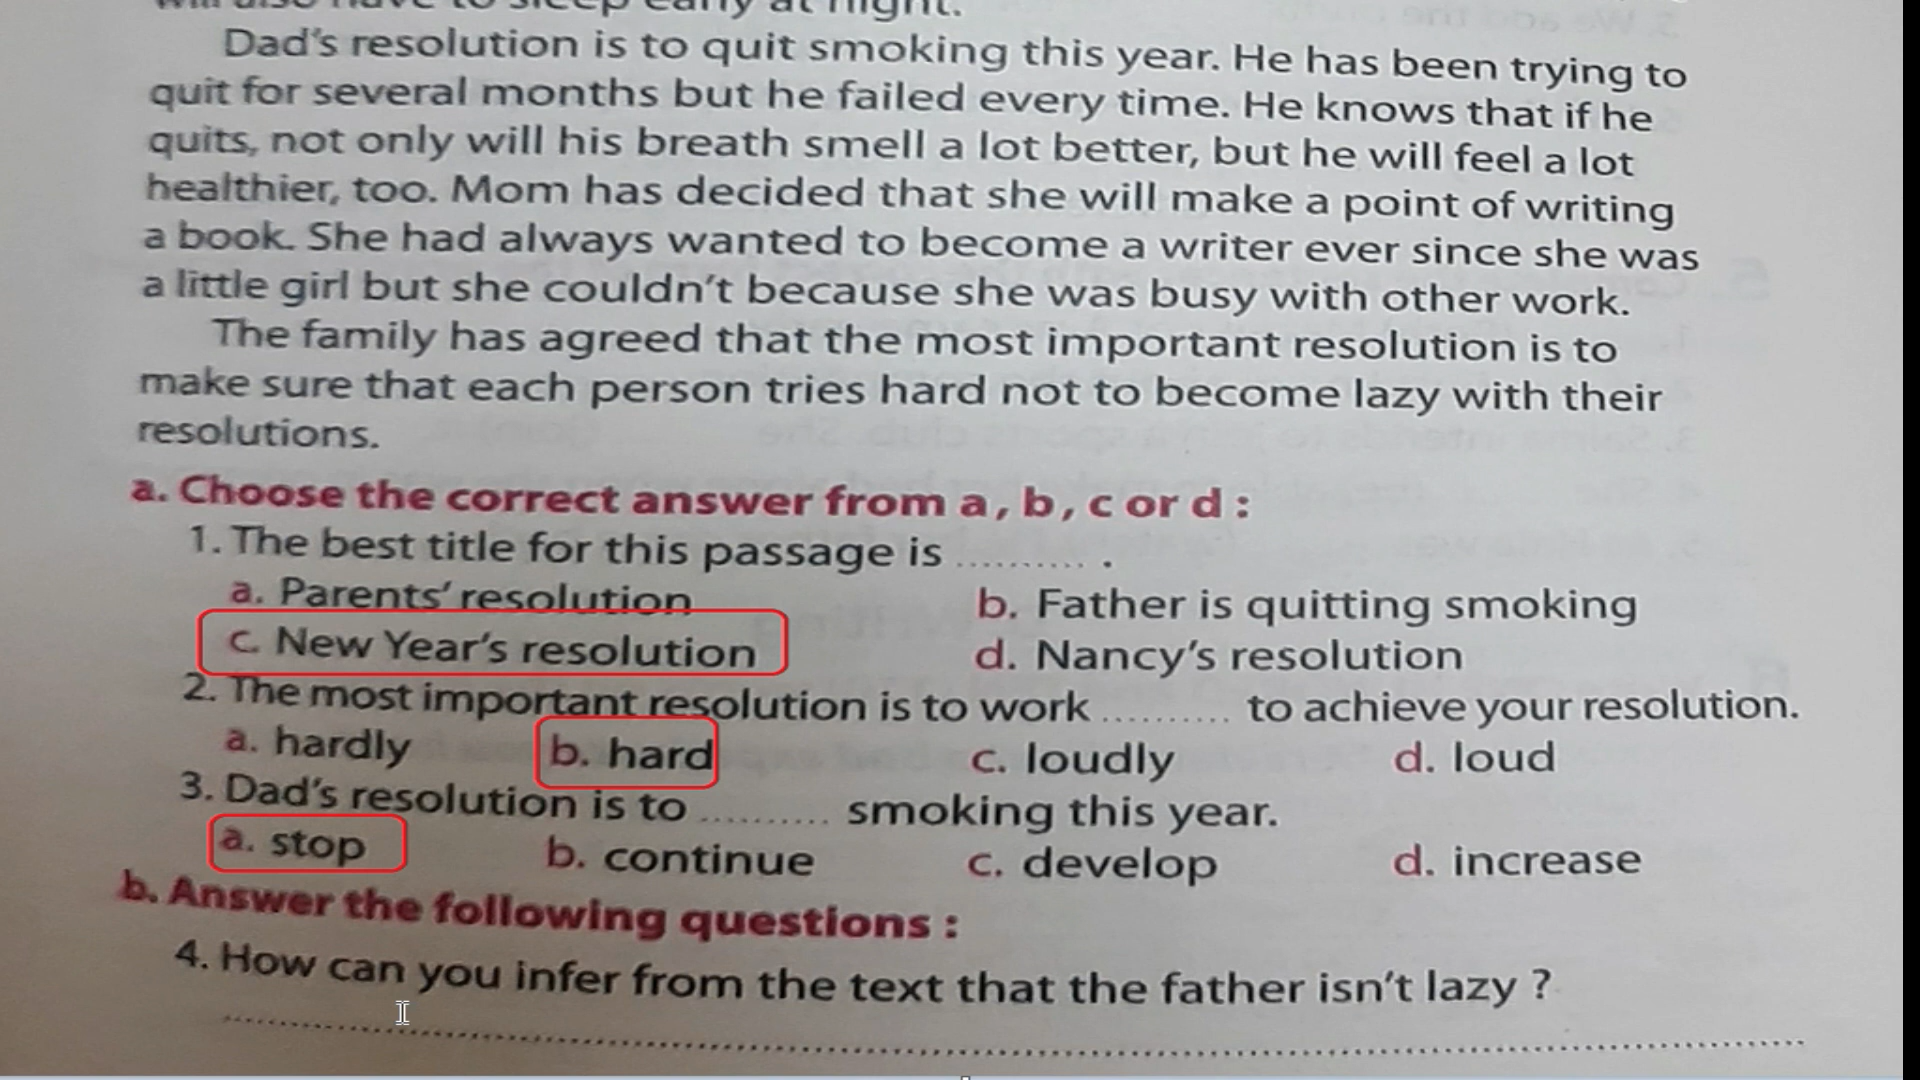 will also have to sleep early at night.
Dad's resolution is to quit smoking this year. He has been trying to
quit for several months but he failed every time. He knows that if he
quits, not only will his breath smell a lot better, but he will feel a lot
healthier, too. Mom has decided that she will make a point of writing
a book. She had always wanted to become a writer ever since she was
a little girl but she couldn't because she was busy with other work.
The family has agreed that the most important resolution is to
make sure that each person tries hard not to become lazy with their
resolutions.
a. Choose the correct answer from a, b, c or d :
1. The best title for this passage is .......... .
a. Parents' resolution b. Father is quitting smoking
c. New Year's resolution d. Nancy's resolution
2. The most important resolution is to work .......... to achieve your resolution.
a. hardly b. hard c. loudly d. loud
3. Dad's resolution is to .......... smoking this year.
a. stop b. continue c. develop d. increase
b. Answer the following questions :
4. How can you infer from the text that the father isn't lazy ?